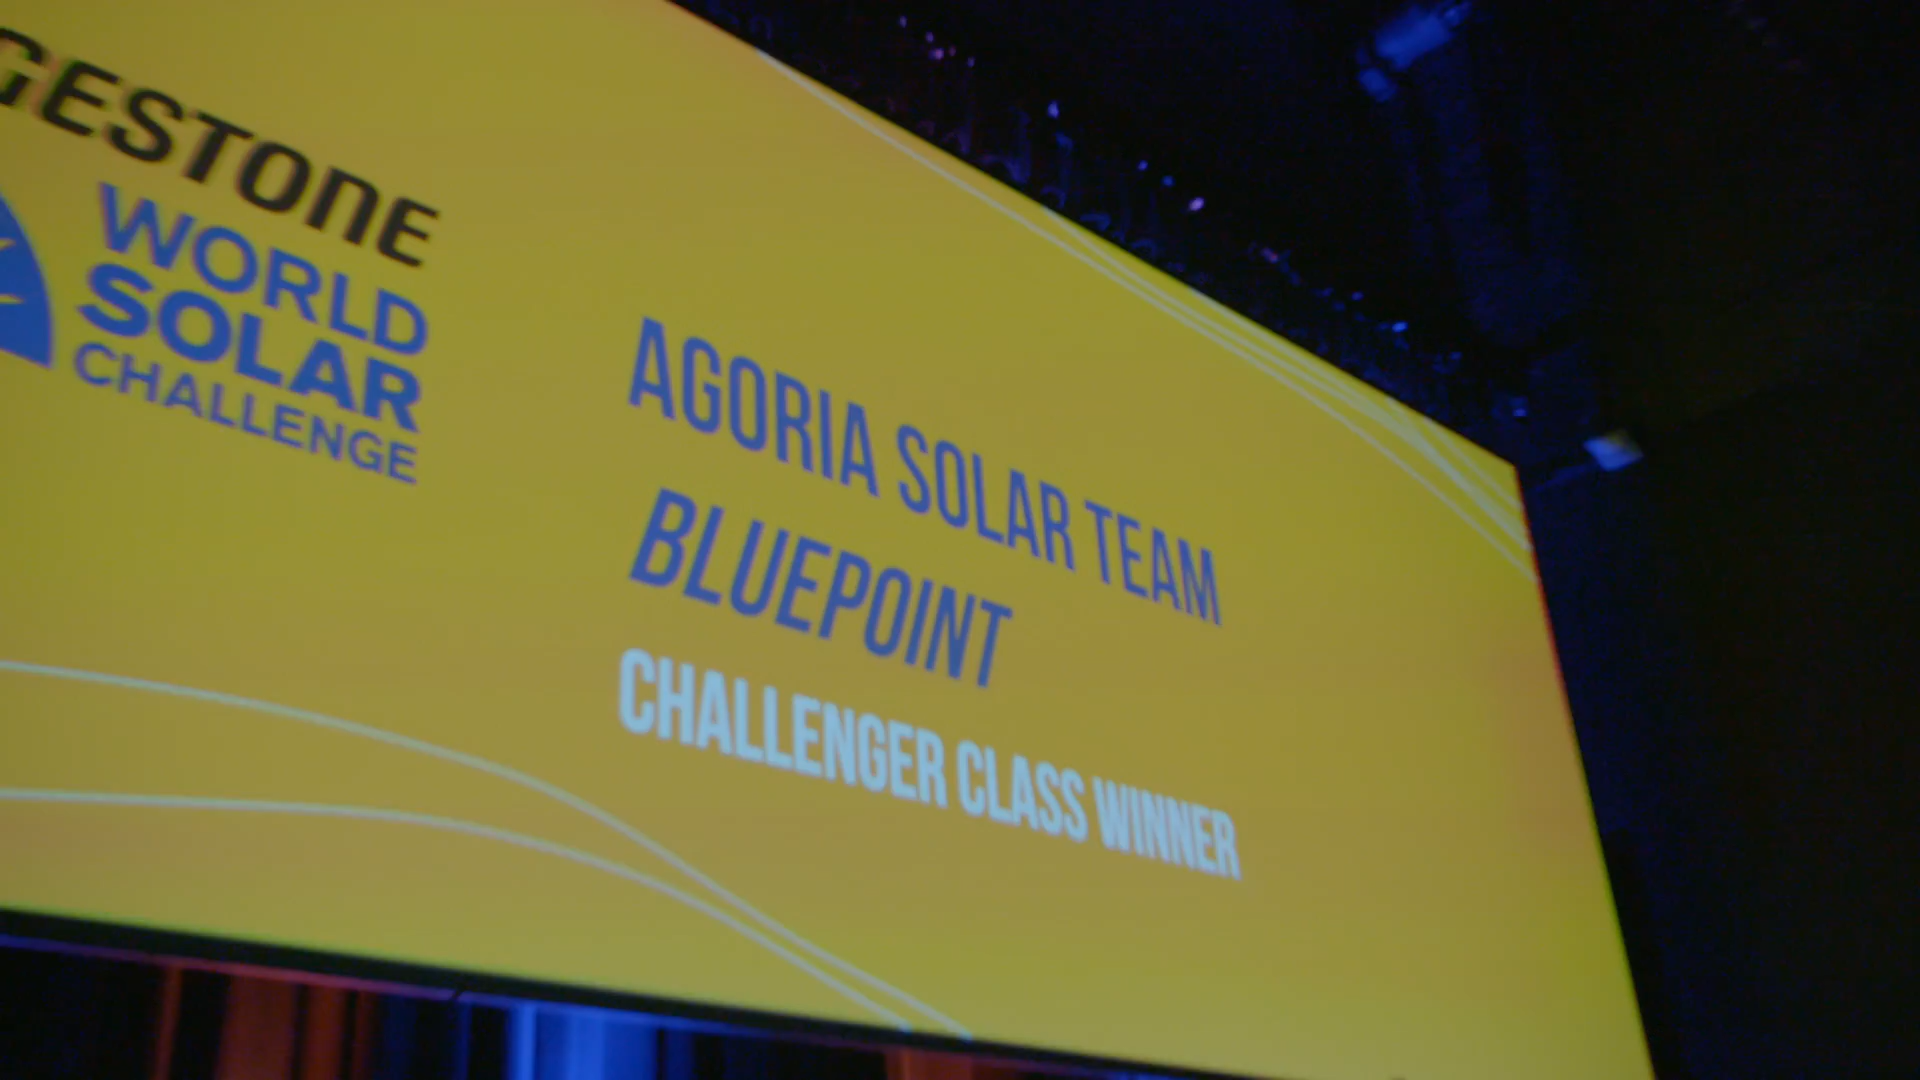 GESTONE
WORLD
SOLAR
CHALLENGE
AGORIA SOLAR TEAM
BLUEPOINT
CHALLENGER CLASS WINNER